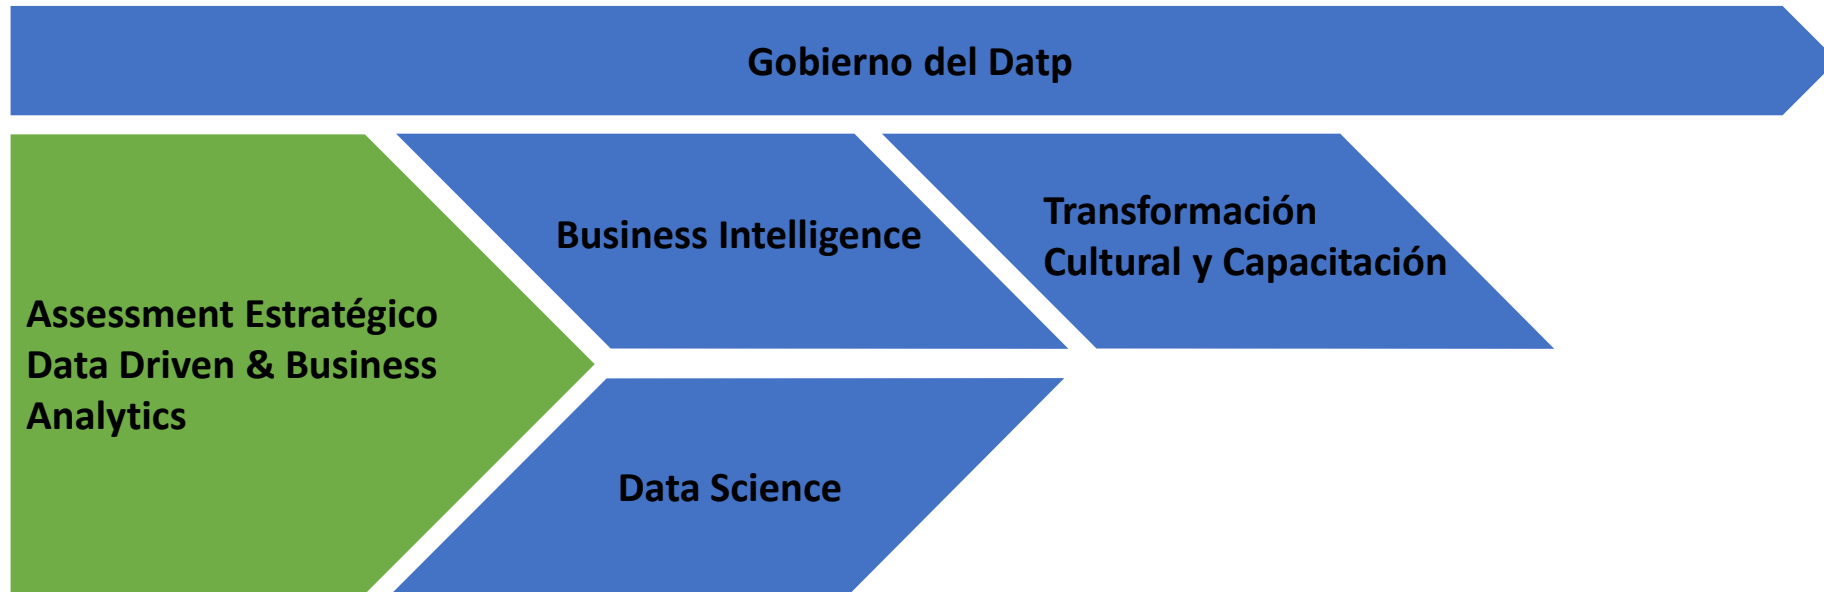 Gobierno del Datp
Business Intelligence
Transformación
Cultural y Capacitación
Assessment Estratégico
Data Driven & Business
Analytics
Data Science